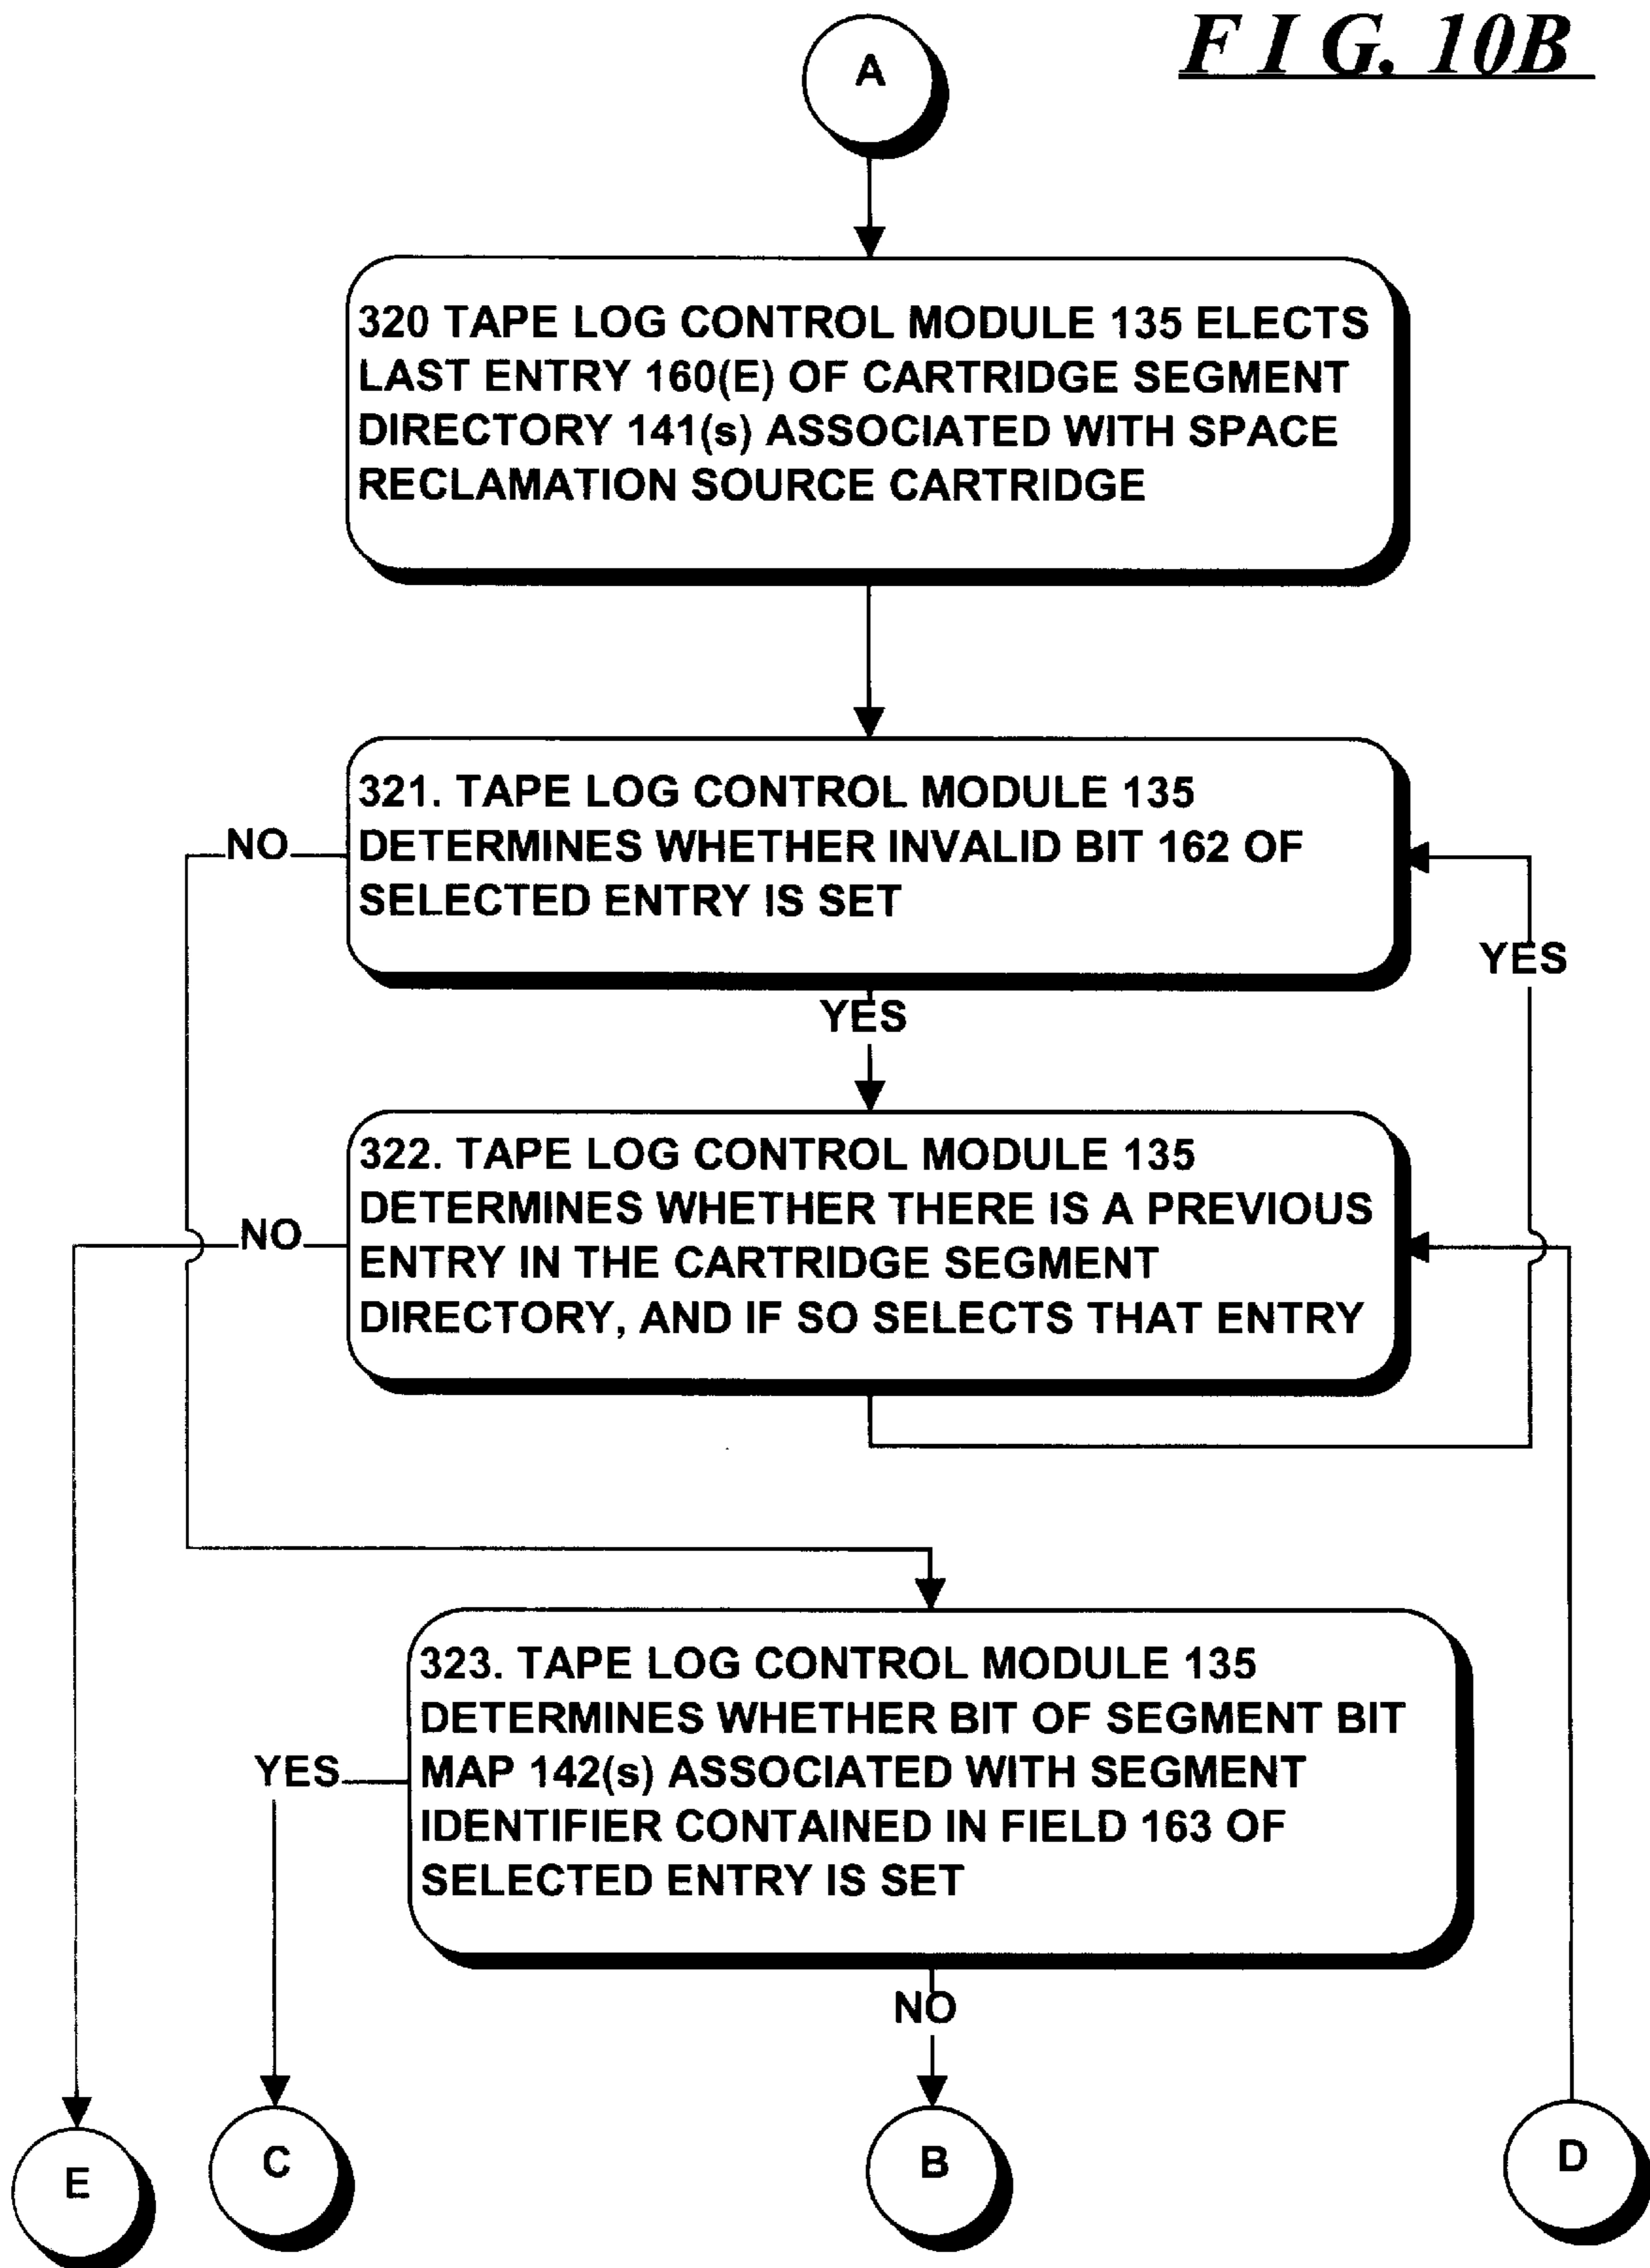 F I G. 10B
A
320 TAPE LOG CONTROL MODULE 135 ELECTS
LAST ENTRY 160(E) OF CARTRIDGE SEGMENT
DIRECTORY 141(s) ASSOCIATED WITH SPACE
RECLAMATION SOURCE CARTRIDGE
321. TAPE LOG CONTROL MODULE 135
DETERMINES WHETHER INVALID BIT 162 OF
SELECTED ENTRY IS SET
NO
YES
YES
322. TAPE LOG CONTROL MODULE 135
DETERMINES WHETHER THERE IS A PREVIOUS
ENTRY IN THE CARTRIDGE SEGMENT
DIRECTORY, AND IF SO SELECTS THAT ENTRY
NO
323. TAPE LOG CONTROL MODULE 135
DETERMINES WHETHER BIT OF SEGMENT BIT
MAP 142(s) ASSOCIATED WITH SEGMENT
IDENTIFIER CONTAINED IN FIELD 163 OF
SELECTED ENTRY IS SET
YES
NO
E
C
B
D